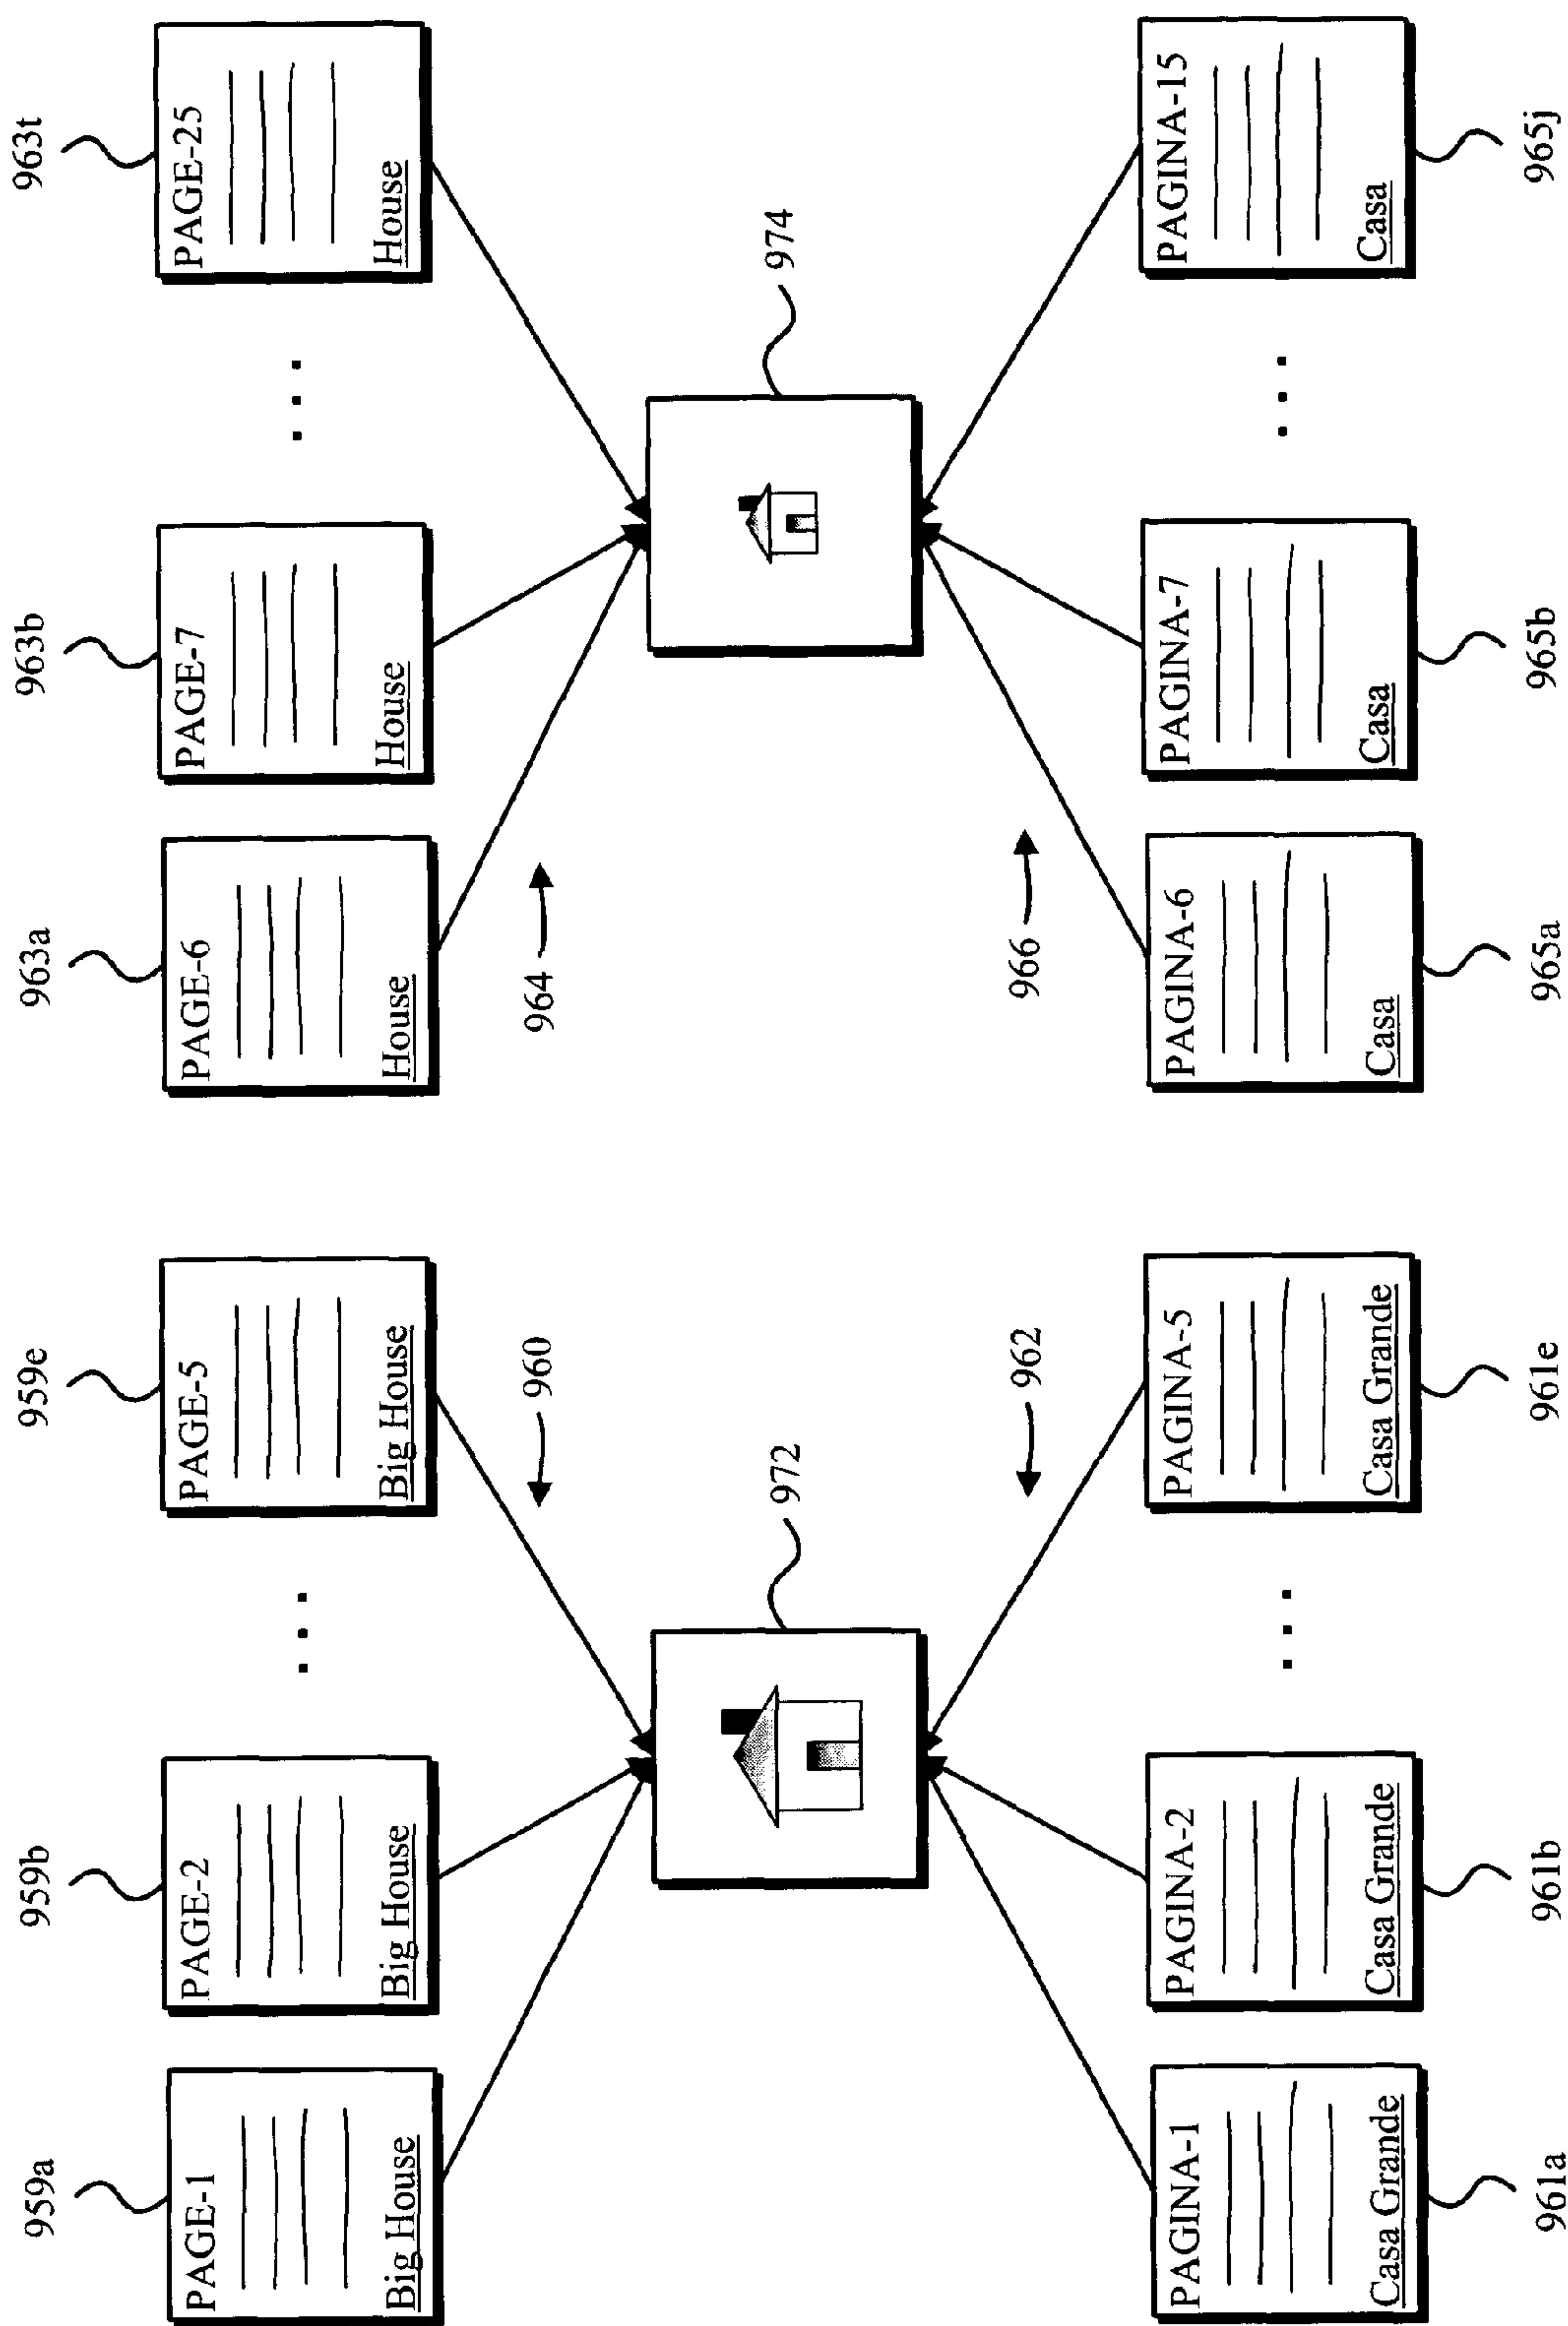 959a
959b
959e
963a
963b
963t
PAGE-1
Big House
PAGE-2
Big House
...
PAGE-5
Big House
PAGE-6
House
PAGE-7
House
...
PAGE-25
House
960
964
972
974
962
966
PAGINA-1
Casa Grande
PAGINA-2
Casa Grande
...
PAGINA-5
Casa Grande
PAGINA-6
Casa
PAGINA-7
Casa
...
PAGINA-15
Casa
961a
961b
961e
965a
965b
965j